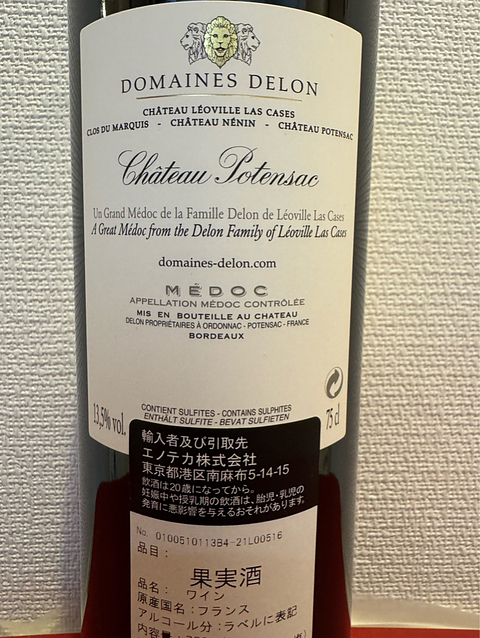 DOMAINES DELON
CHÂTEAU LÉOVILLE LAS CASES
CLOS DU MARQUIS - CHÂTEAU NÉNIN - CHÂTEAU POTENSAC
Château Potensac
Un Grand Médoc de la Famille Delon de Léoville Las Cases
A Great Médoc from the Delon Family of Léoville Las Cases
domaines-delon.com
MÉDOC
APPELLATION MÉDOC CONTRÔLÉE
MIS EN BOUTEILLE AU CHATEAU
DELON PROPRIÉTAIRES À ORDONNAC - POTENSAC - FRANCE
BORDEAUX
13,5% vol.
CONTIENT SULFITES - CONTAINS SULPHITES
ENTHÄLT SULFITE - BEVAT SULFIETEN
75 cl
輸入者及び引取先
エノテカ株式会社
東京都港区南麻布5-14-15
飲酒は20歳になってから。
妊娠中や授乳期の飲酒は、胎児・乳児の
発育に悪影響を与えるおそれがあります。
No. 0100510113B4-21L00516
品目：
果実酒
品名： ワイン
原産国名：フランス
アルコール分：ラベルに表記
内容量：